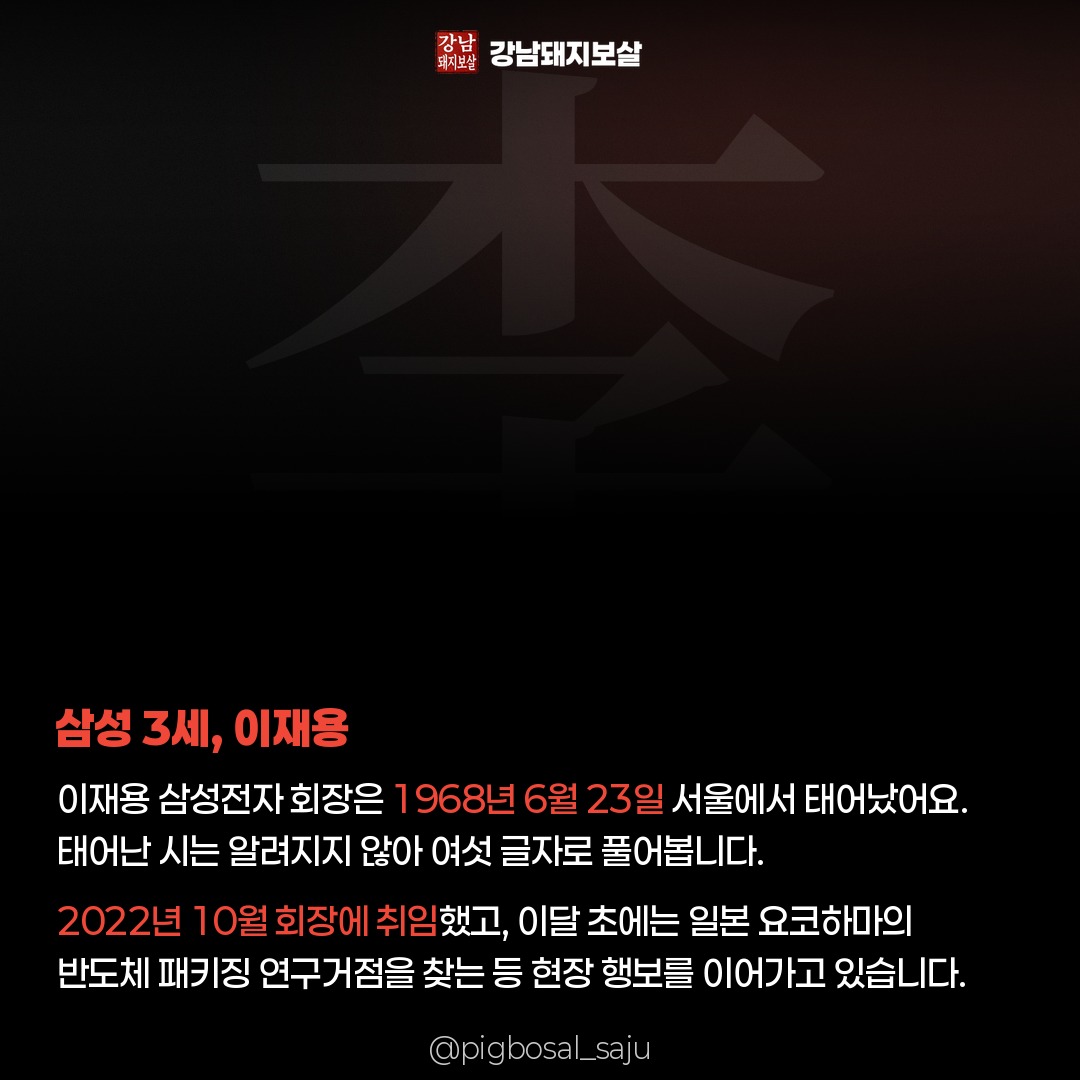 강남
돼지보살
강남돼지보살
李
삼성 3세, 이재용
이재용 삼성전자 회장은 1968년 6월 23일 서울에서 태어났어요.
태어난 시는 알려지지 않아 여섯 글자로 풀어봅니다.
2022년 10월 회장에 취임했고, 이달 초에는 일본 요코하마의
반도체 패키징 연구거점을 찾는 등 현장 행보를 이어가고 있습니다.
@pigbosal_saju